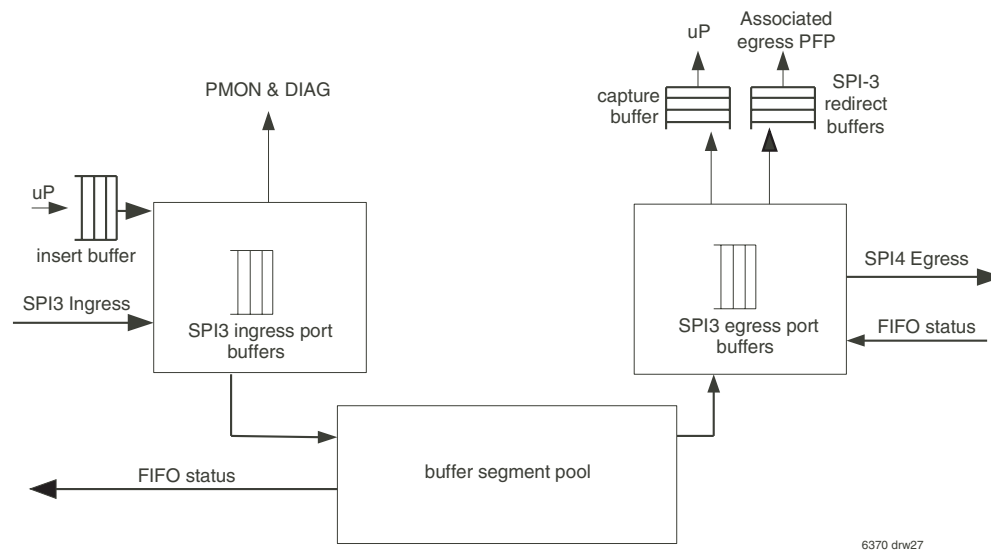 Associated
egress PFP
uP
capture
buffer
SPI-3
redirect
buffers
PMON & DIAG
uP
insert buffer
SPI3 Ingress
SPI3 ingress port
buffers
SPI3 egress port
buffers
SPI4 Egress
FIFO status
buffer segment pool
FIFO status
6370 drw27